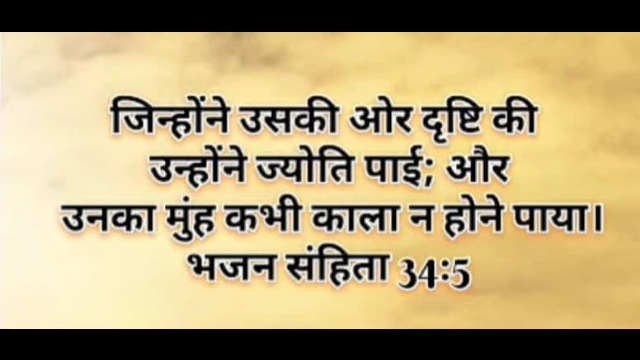 जिन्होंने उसकी ओर दृष्टि की
उन्होंने ज्योति पाई; और
उनका मुंह कभी काला न होने पाया।
भजन संहिता 34:5